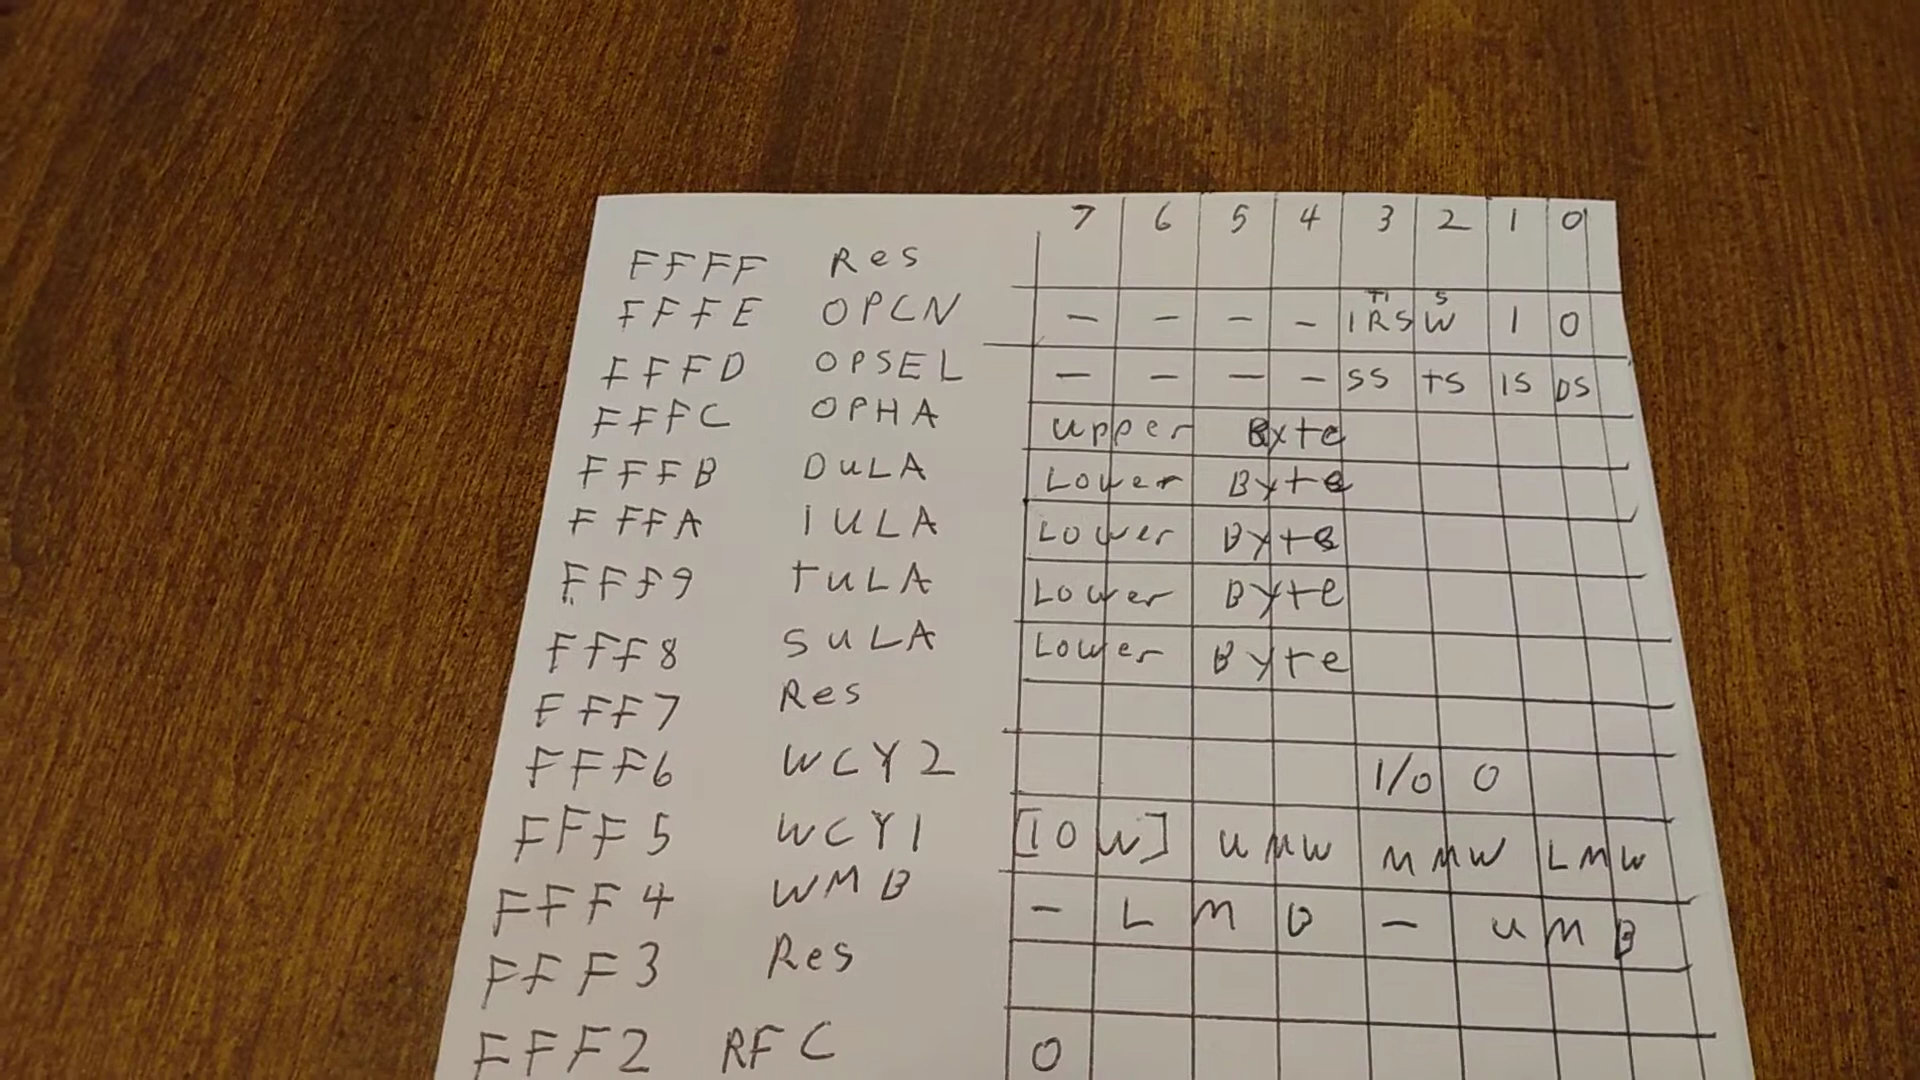 7 6 5 4 3 2 1 0
FFFF Res
FFFE OPCN - - - - IRS SW 1 0
FFFD OPSEL - - - - SS TS IS DS
FFFC OPHA Upper Byte
FFFB DULA Lower Byte
FFFA IULA Lower Byte
FFF9 TULA Lower Byte
FFF8 SULA Lower Byte
FFF7 Res
FFF6 WCY2 I/O 0
FFF5 WCY1 [IOW] UMW MMW LMW
FFF4 WMB - LMB - UMB
FFF3 Res
FFF2 RFC 0